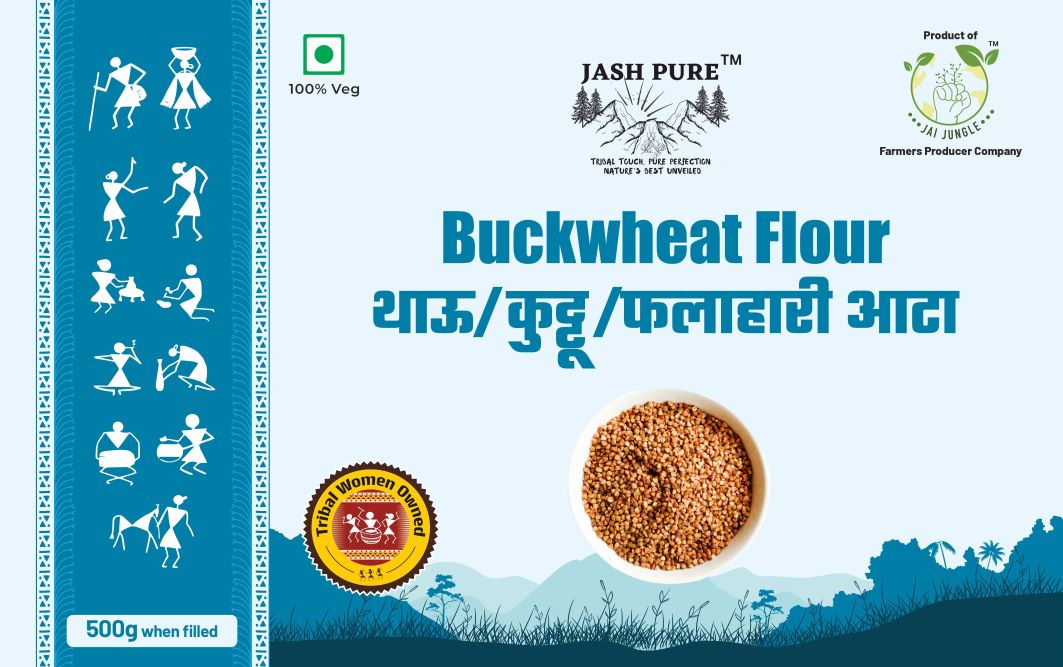 100% Veg
JASH PURE™
TRIBAL TOUCH, PURE PERFECTION
NATURE'S BEST UNVEILED
Product of
TM
JAI JUNGLE
Farmers Producer Company
Buckwheat Flour
थाऊ/कुट्टू/फलाहारी आटा
Tribal Women Owned
500g when filled